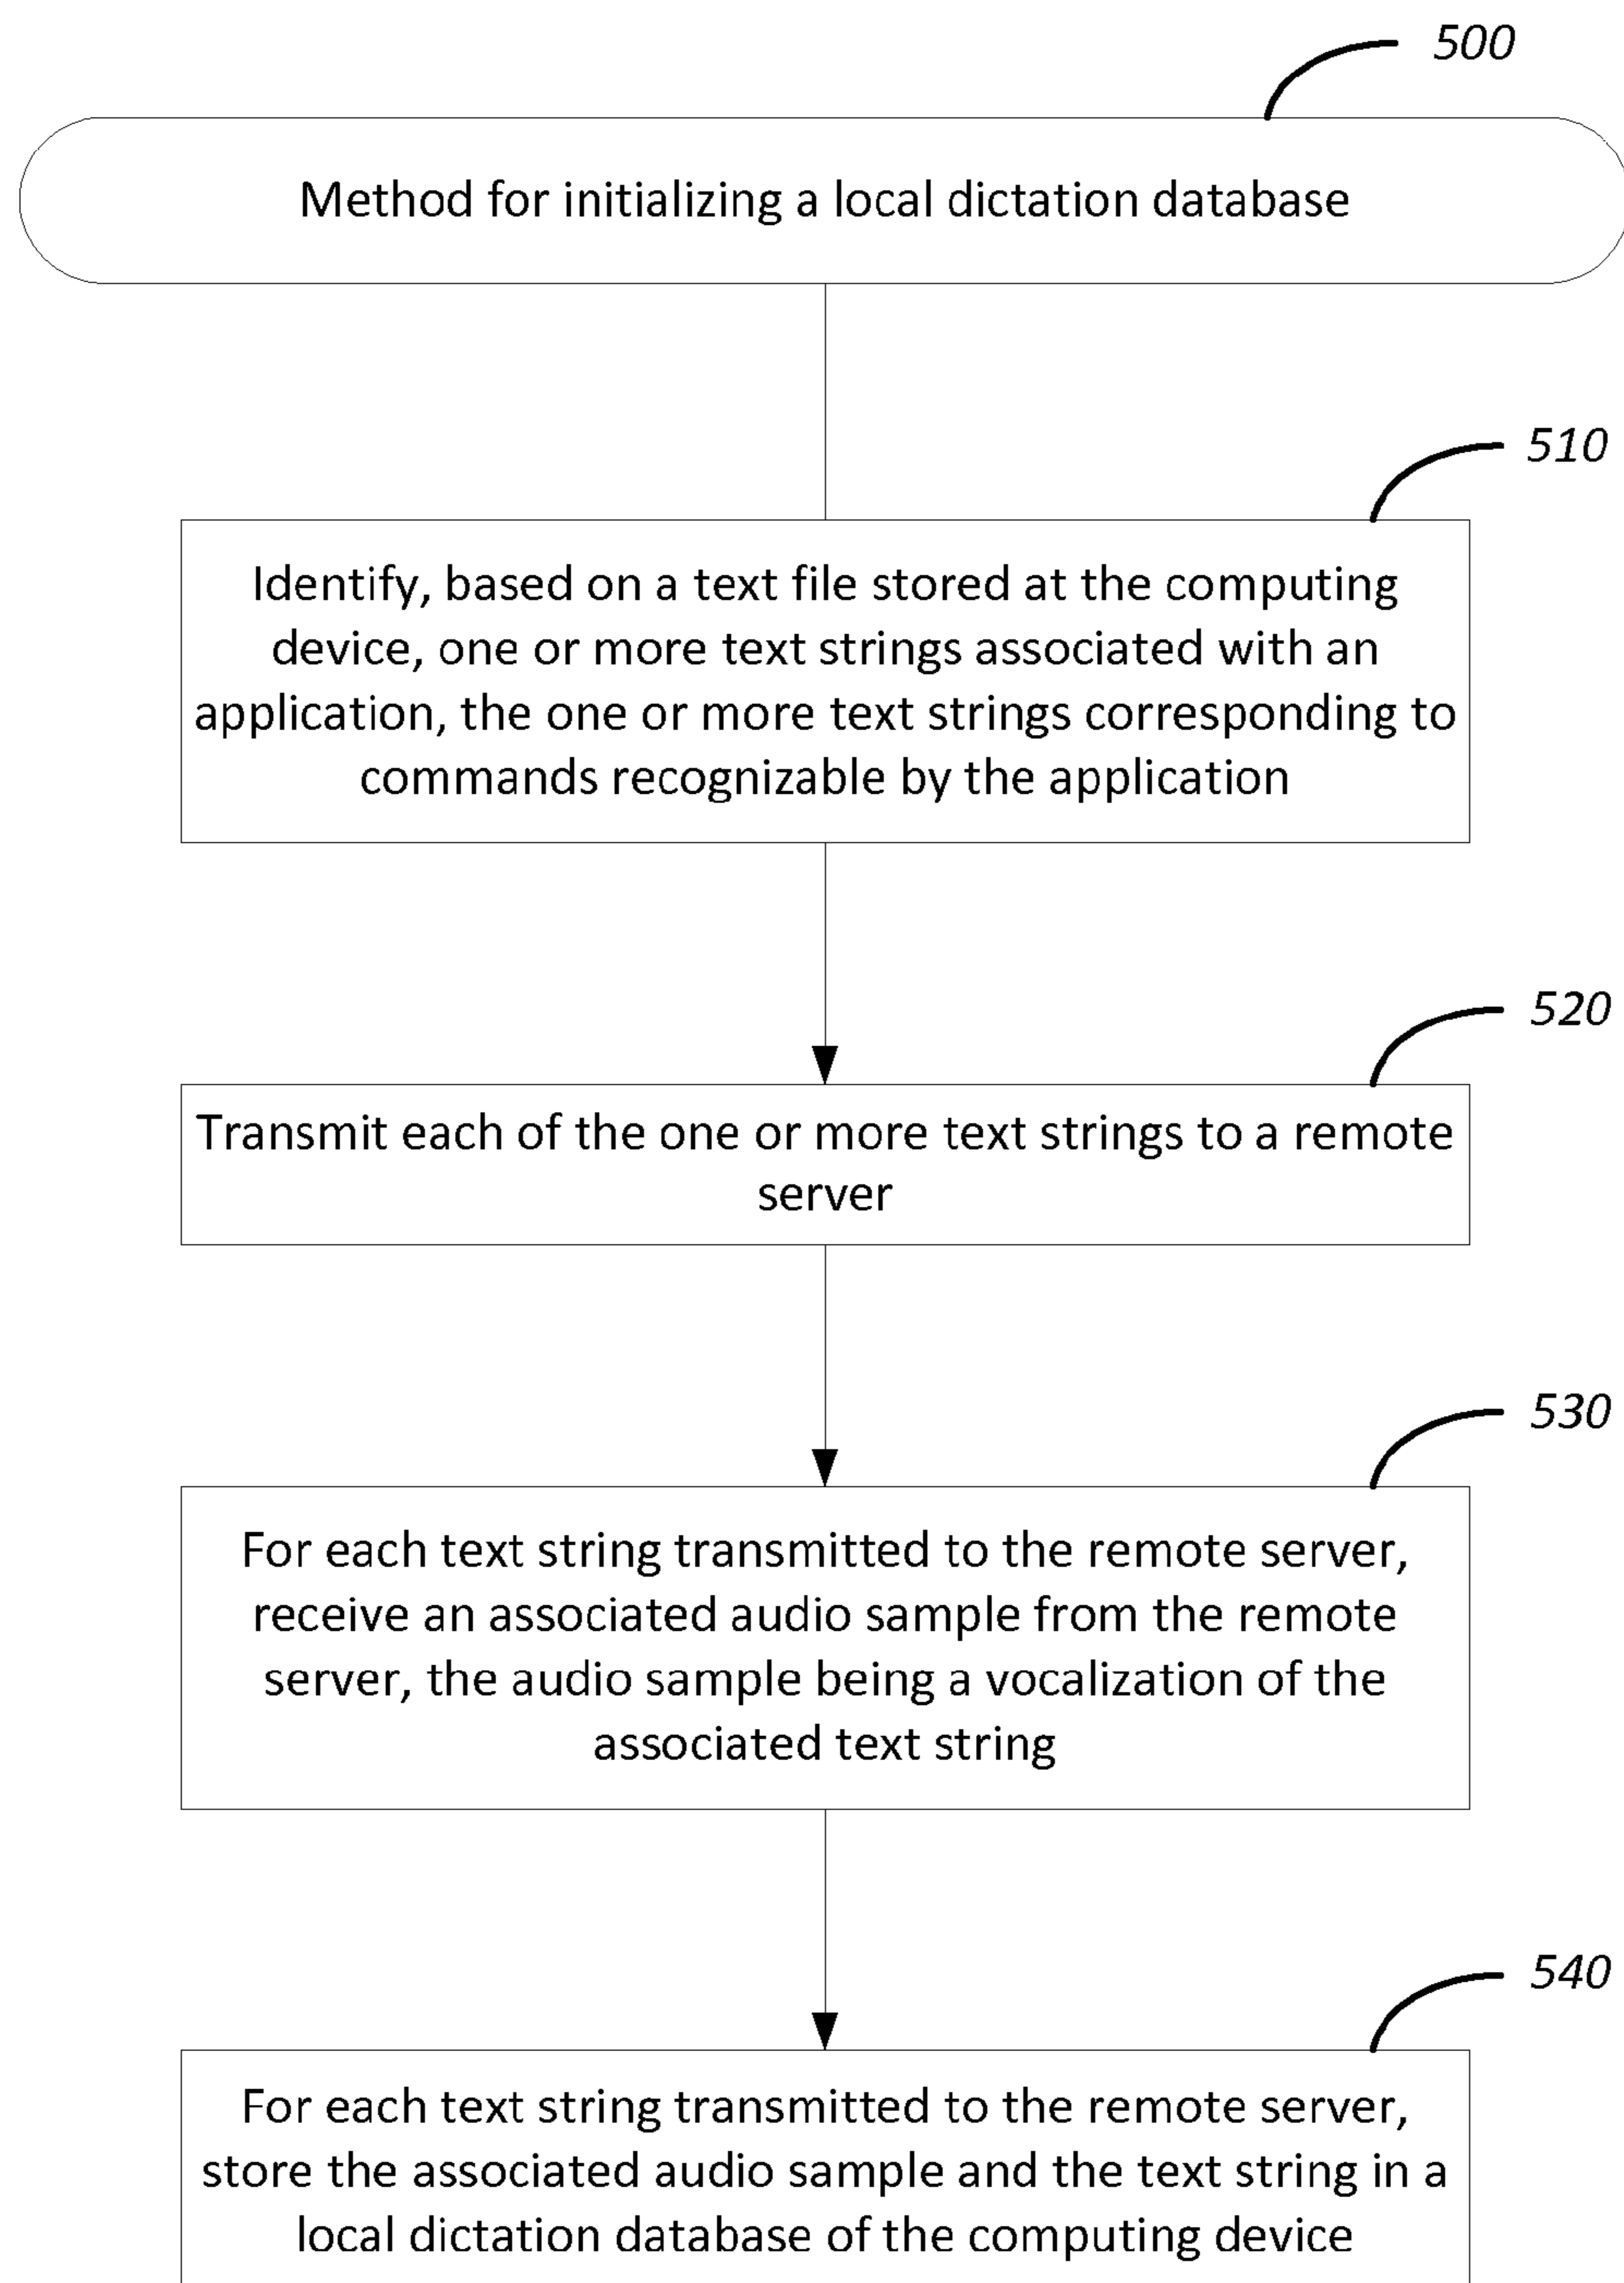 500
Method for initializing a local dictation database
510
Identify, based on a text file stored at the computing
device, one or more text strings associated with an
application, the one or more text strings corresponding to
commands recognizable by the application
520
Transmit each of the one or more text strings to a remote
server
530
For each text string transmitted to the remote server,
receive an associated audio sample from the remote
server, the audio sample being a vocalization of the
associated text string
540
For each text string transmitted to the remote server,
store the associated audio sample and the text string in a
local dictation database of the computing device